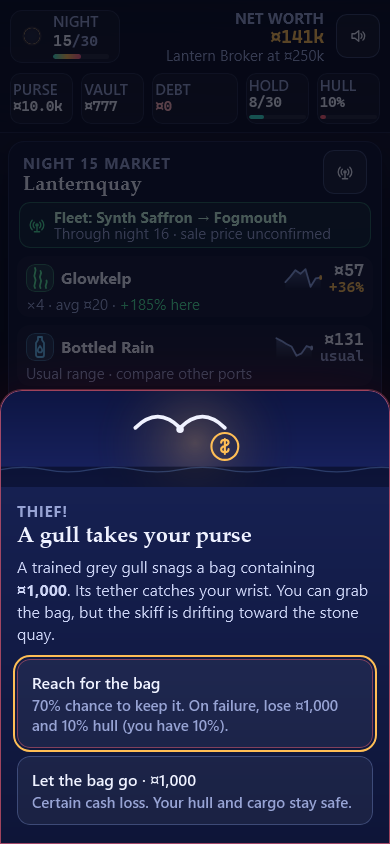 NIGHT
15/30
NET WORTH
¤141k
Lantern Broker at ¤250k
PURSE
¤10.0k
VAULT
¤777
DEBT
¤0
HOLD
8/30
HULL
10%
NIGHT 15 MARKET
Lanternquay
Fleet: Synth Saffron → Fogmouth
Through night 16 · sale price unconfirmed
Glowkelp
¤57
+36%
×4 · avg ¤20 · +185% here
Bottled Rain
¤131
usual
Usual range · compare other ports
THIEF!
A gull takes your purse
A trained grey gull snags a bag containing
¤1,000. Its tether catches your wrist. You can grab
the bag, but the skiff is drifting toward the stone
quay.
Reach for the bag
70% chance to keep it. On failure, lose ¤1,000
and 10% hull (you have 10%).
Let the bag go · ¤1,000
Certain cash loss. Your hull and cargo stay safe.